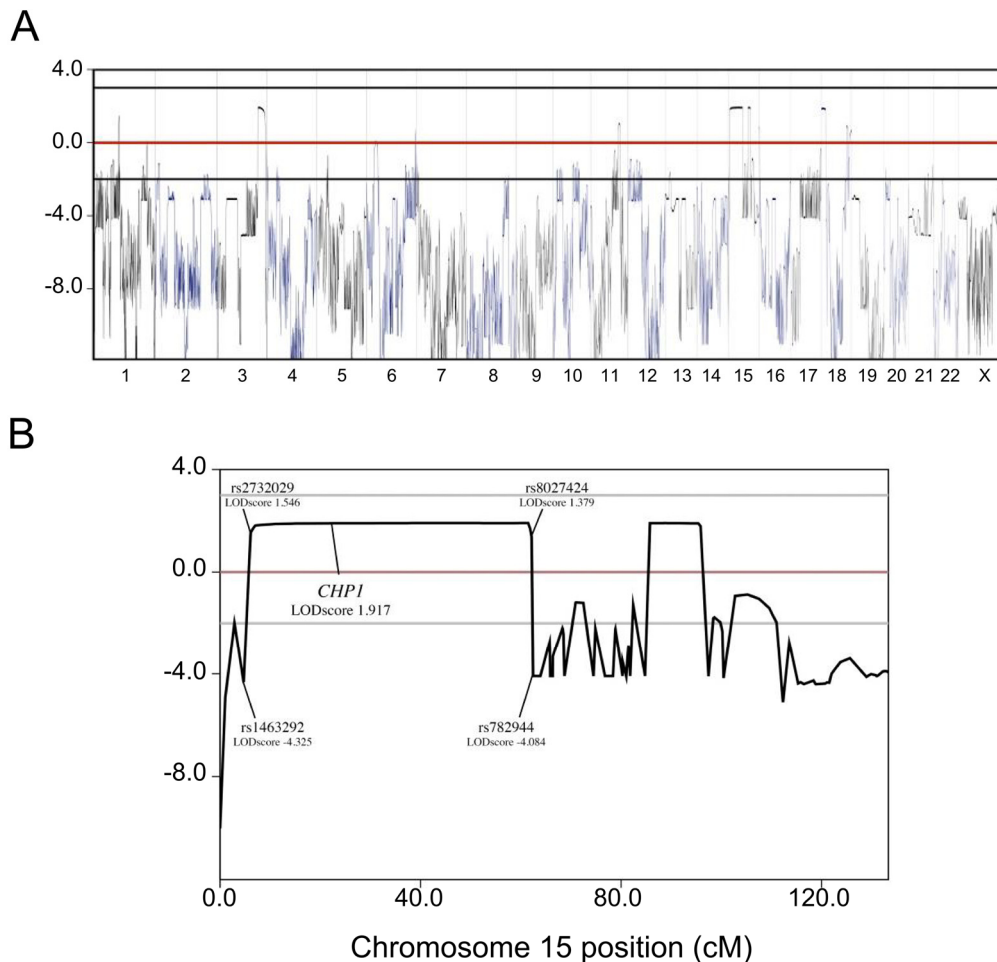 A
4.0
0.0
-4.0
-8.0
1 2 3 4 5 6 7 8 9 10 11 12 13 14 15 16 17 18 19 20 21 22 X
B
4.0
rs2732029
LODscore 1.546
rs8027424
LODscore 1.379
0.0
CHP1
LODscore 1.917
-4.0
rs1463292
LODscore -4.325
rs782944
LODscore -4.084
-8.0
0.0 40.0 80.0 120.0
Chromosome 15 position (cM)